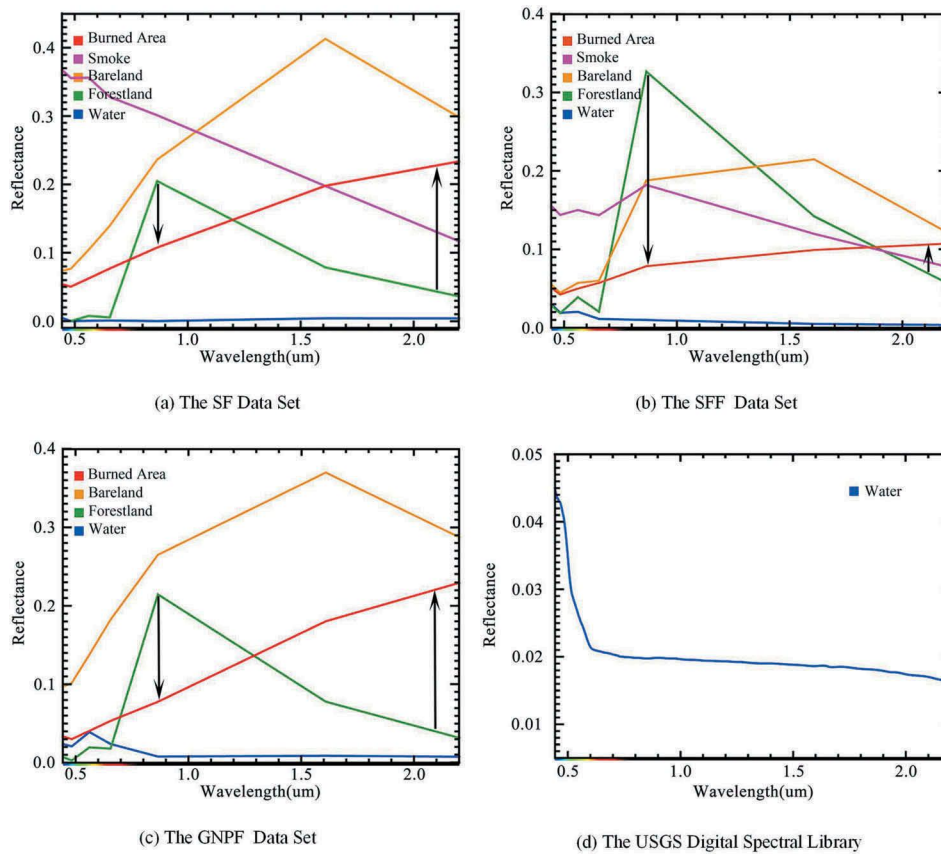 0.4
0.3
0.2
0.1
0.0
Reflectance
Burned Area
Smoke
Bareland
Forestland
Water
0.5
1.0
1.5
2.0
Wavelength(um)
(a) The SF Data Set
0.4
0.3
0.2
0.1
0.0
Reflectance
Burned Area
Smoke
Bareland
Forestland
Water
0.5
1.0
1.5
2.0
Wavelength(um)
(b) The SFF Data Set
0.4
0.3
0.2
0.1
0.0
Reflectance
Burned Area
Bareland
Forestland
Water
0.5
1.0
1.5
2.0
Wavelength(um)
(c) The GNPF Data Set
0.05
0.04
0.03
0.02
0.01
Reflectance
Water
0.5
1.0
1.5
2.0
Wavelength(um)
(d) The USGS Digital Spectral Library